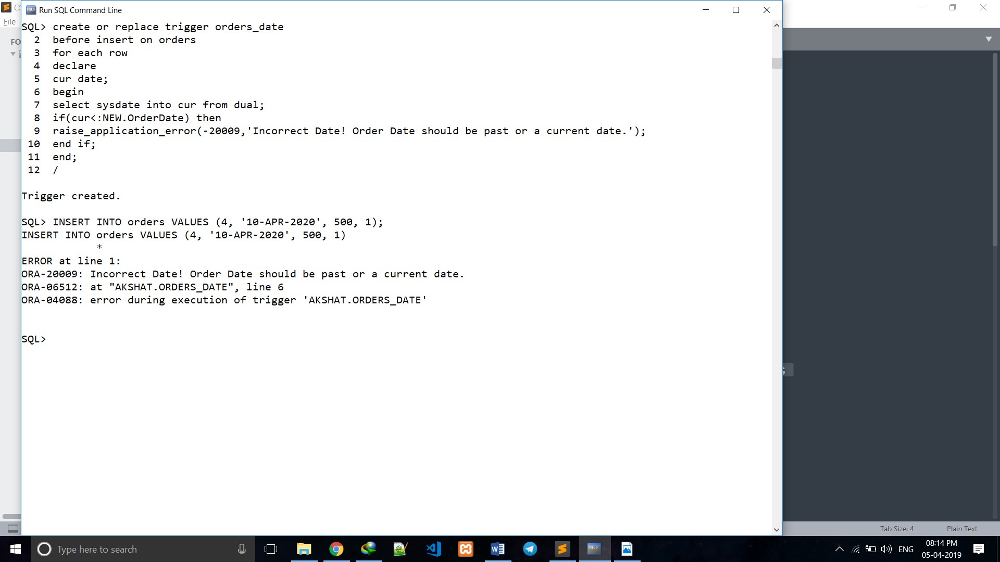 C:
Run SQL Command Line
File
FO
SQL> create or replace trigger orders_date
2 before insert on orders
3 for each row
4 declare
5 cur date;
6 begin
7 select sysdate into cur from dual;
8 if(cur<:NEW.OrderDate) then
9 raise_application_error(-20009,'Incorrect Date! Order Date should be past or a current date.');
10 end if;
11 end;
12 /
Trigger created.
SQL> INSERT INTO orders VALUES (4, '10-APR-2020', 500, 1);
INSERT INTO orders VALUES (4, '10-APR-2020', 500, 1)
*
ERROR at line 1:
ORA-20009: Incorrect Date! Order Date should be past or a current date.
ORA-06512: at "AKSHAT.ORDERS_DATE", line 6
ORA-04088: error during execution of trigger 'AKSHAT.ORDERS_DATE'
SQL>
;
Tab Size: 4 Plain Text
Type here to search
ENG
08:14 PM
05-04-2019